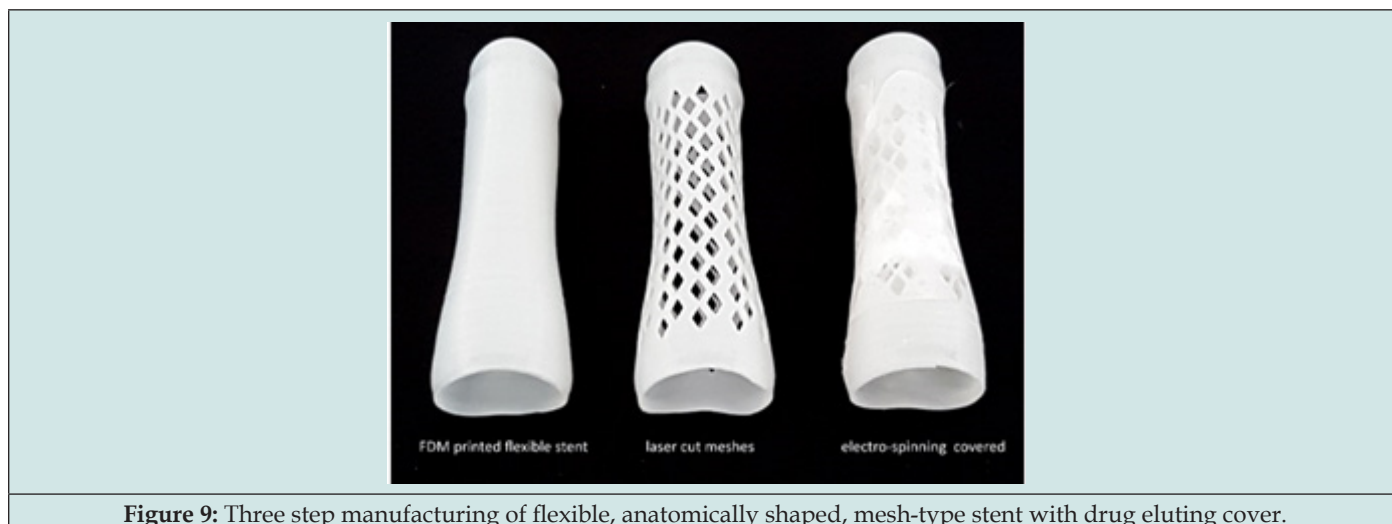 FDM printed flexible stent laser cut meshes electro-spinning covered
Figure 9: Three step manufacturing of flexible, anatomically shaped, mesh-type stent with drug eluting cover.